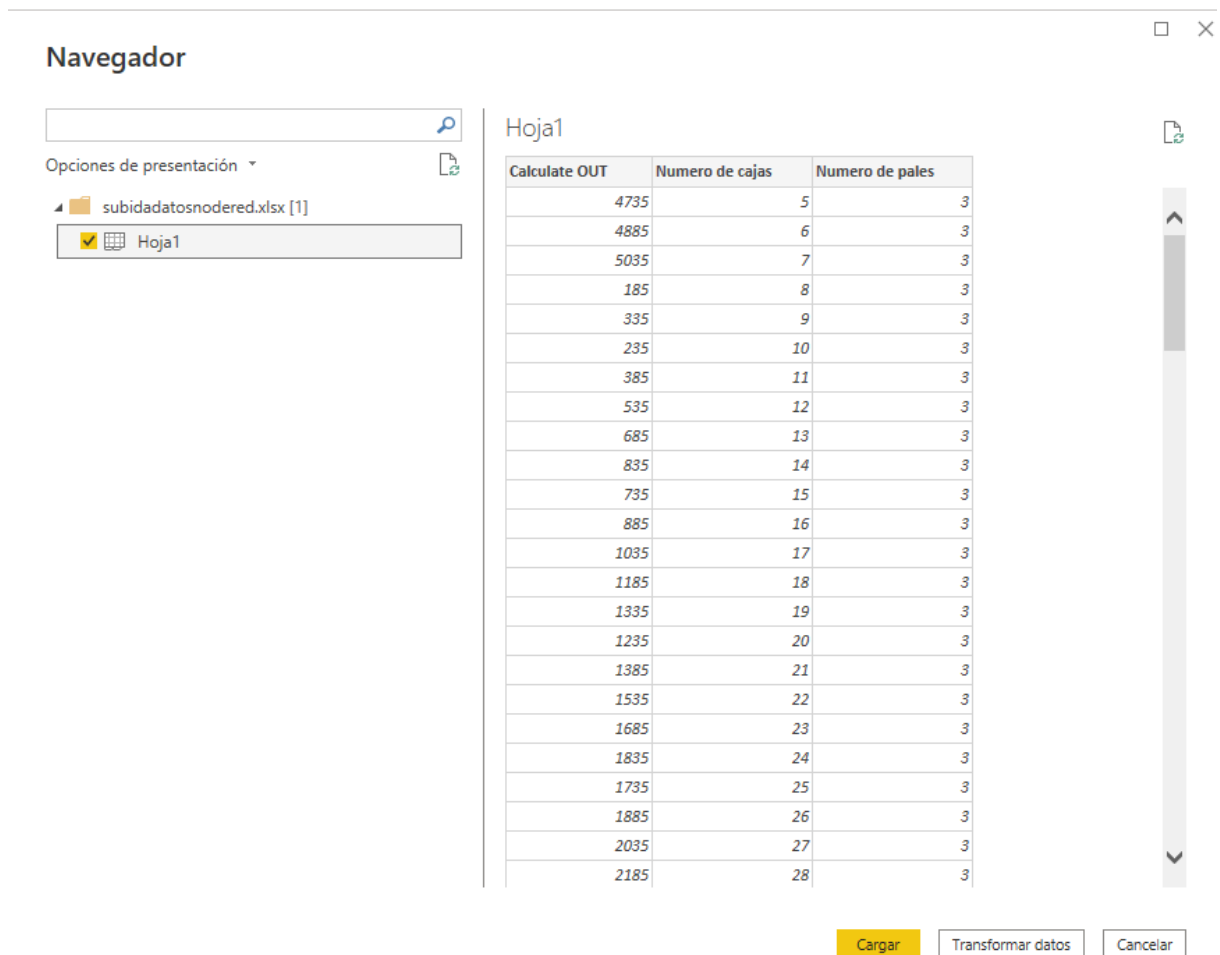 Navegador
Opciones de presentación
subidadatosnodered.xlsx [1]
Hoja1
Hoja1
Calculate OUT Numero de cajas Numero de pales
4735 5 3
4885 6 3
5035 7 3
185 8 3
335 9 3
235 10 3
385 11 3
535 12 3
685 13 3
835 14 3
735 15 3
885 16 3
1035 17 3
1185 18 3
1335 19 3
1235 20 3
1385 21 3
1535 22 3
1685 23 3
1835 24 3
1735 25 3
1885 26 3
2035 27 3
2185 28 3
Cargar Transformar datos Cancelar